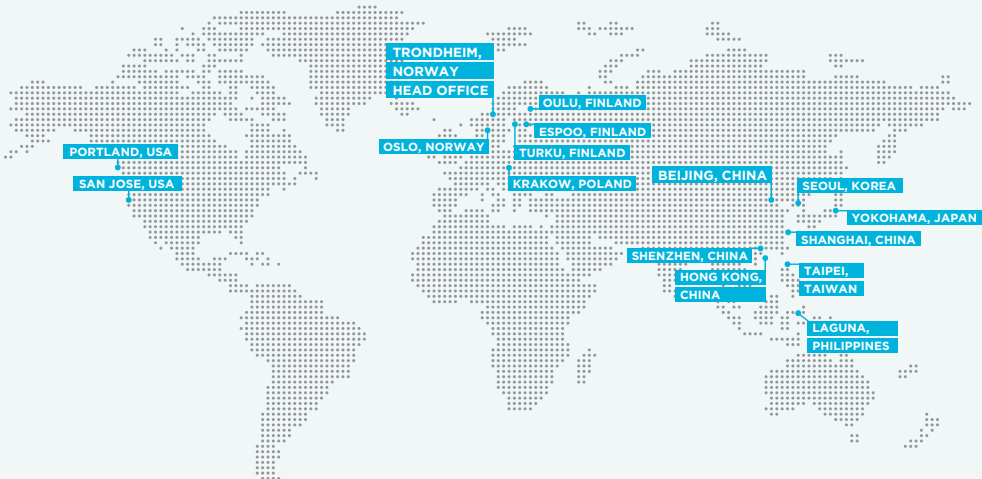 TRONDHEIM,
NORWAY
HEAD OFFICE
OULU, FINLAND
ESPOO, FINLAND
OSLO, NORWAY
TURKU, FINLAND
PORTLAND, USA
SAN JOSE, USA
KRAKOW, POLAND
BEIJING, CHINA
SEOUL, KOREA
YOKOHAMA, JAPAN
SHANGHAI, CHINA
SHENZHEN, CHINA
HONG KONG,
CHINA
TAIPEI,
TAIWAN
LAGUNA,
PHILIPPINES